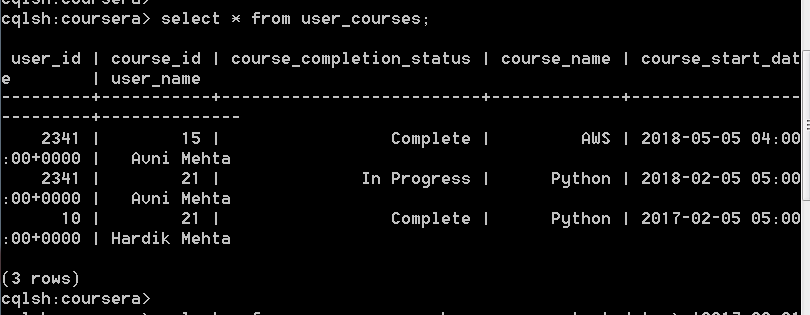 cqlsh:coursera> select * from user_courses;
user_id | course_id | course_completion_status | course_name | course_start_dat
e | user_name
---------+-----------+--------------------------+-------------+-----------------
---------+--------------
2341 | 15 | Complete | AWS | 2018-05-05 04:00
:00+0000 | Avni Mehta
2341 | 21 | In Progress | Python | 2018-02-05 05:00
:00+0000 | Avni Mehta
10 | 21 | Complete | Python | 2017-02-05 05:00
:00+0000 | Hardik Mehta
(3 rows)
cqlsh:coursera>